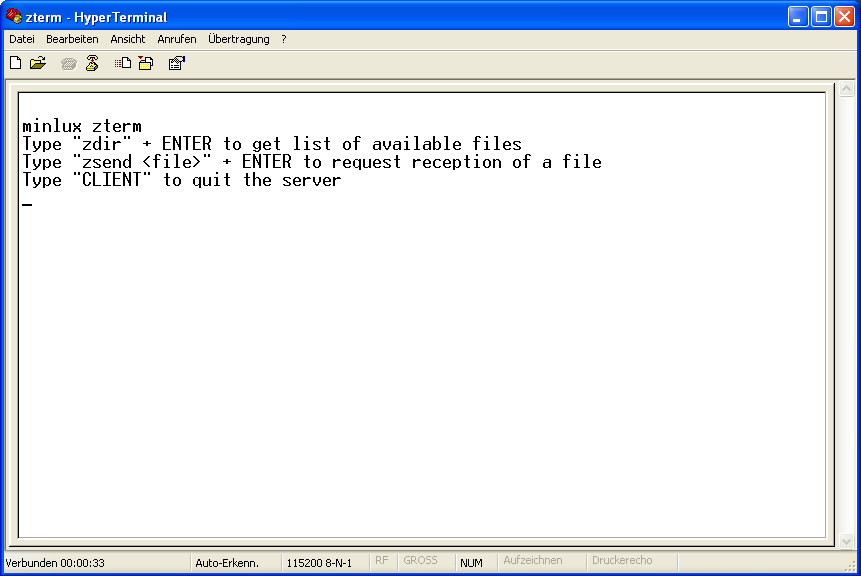 zterm - HyperTerminal
Datei Bearbeiten Ansicht Anrufen Übertragung ?
minlux zterm
Type "zdir" + ENTER to get list of available files
Type "zsend <file>" + ENTER to request reception of a file
Type "CLIENT" to quit the server
_
Verbunden 00:00:33 Auto-Erkenn. 115200 8-N-1 RF GROSS NUM Aufzeichnen Druckerecho